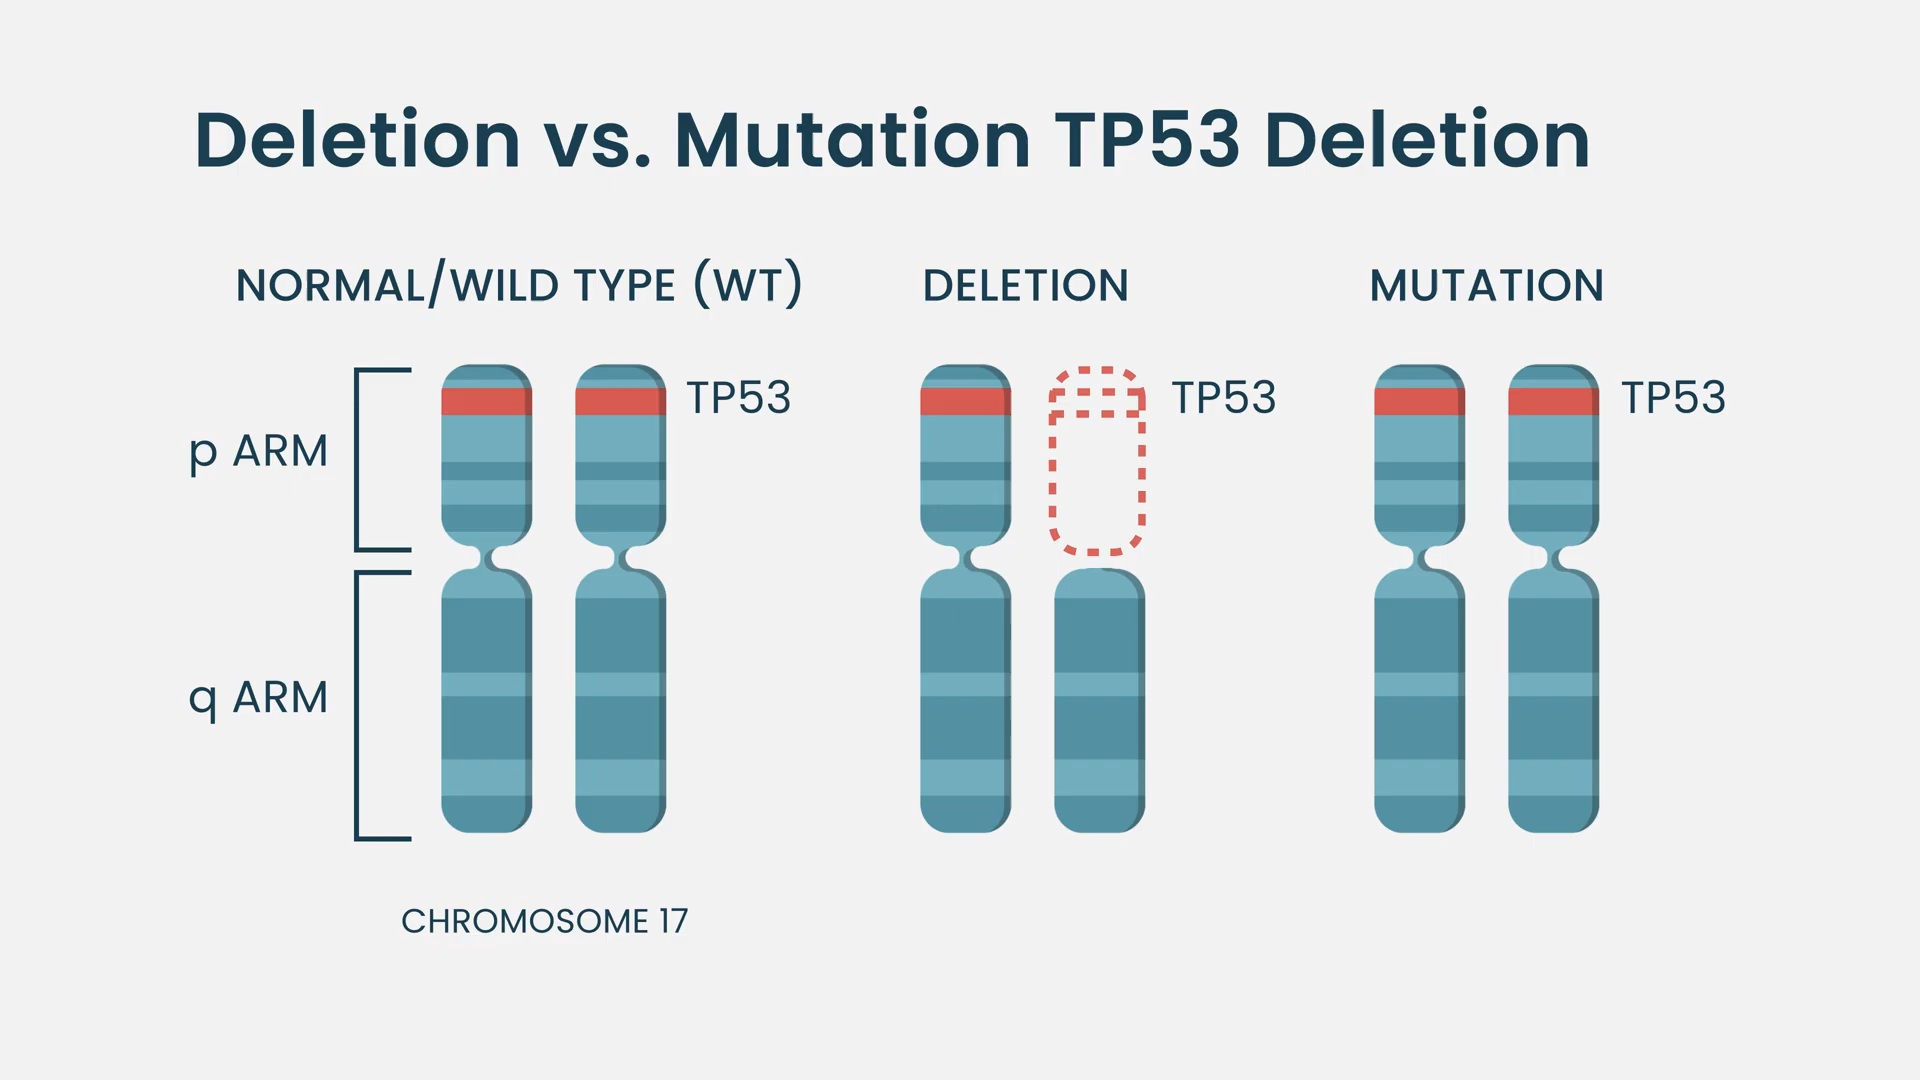 Deletion vs. Mutation TP53 Deletion
NORMAL/WILD TYPE (WT)
DELETION
MUTATION
TP53
TP53
TP53
p ARM
q ARM
CHROMOSOME 17